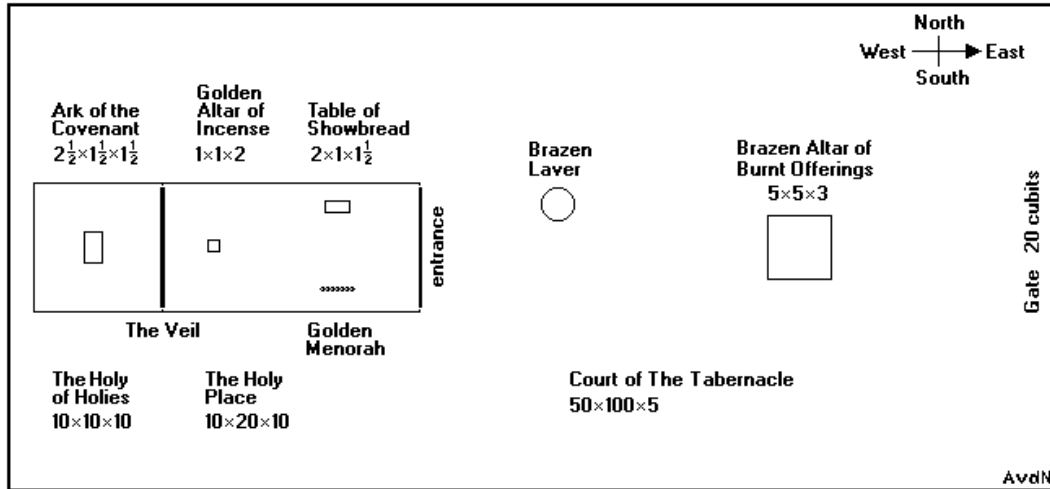 North
West East
South
Ark of the
Covenant
2½×1½×1½
Golden
Altar of
Incense
1×1×2
Table of
Showbread
2×1×1½
Brazen
Laver
Brazen Altar of
Burnt Offerings
5×5×3
entrance
Gate 20 cubits
The Veil
Golden
Menorah
The Holy
of Holies
10×10×10
The Holy
Place
10×20×10
Court of The Tabernacle
50×100×5
AvdN